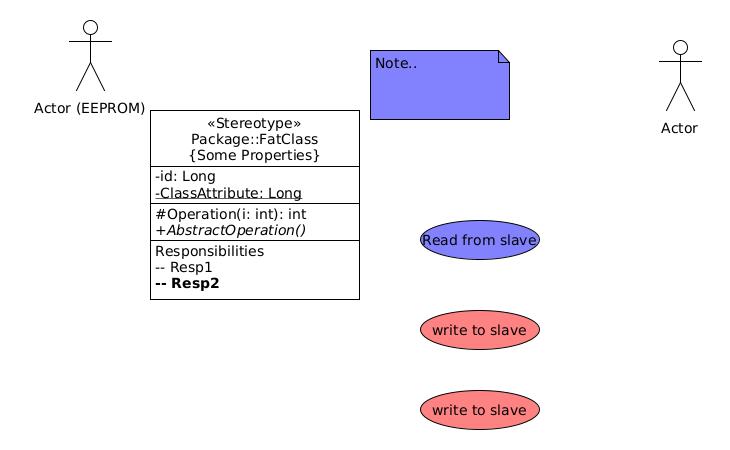 Actor (EEPROM)
«Stereotype»
Package::FatClass
{Some Properties}
-id: Long
-ClassAttribute: Long
#Operation(i: int): int
+AbstractOperation()
Responsibilities
-- Resp1
-- Resp2
Note..
Actor
Read from slave
write to slave
write to slave